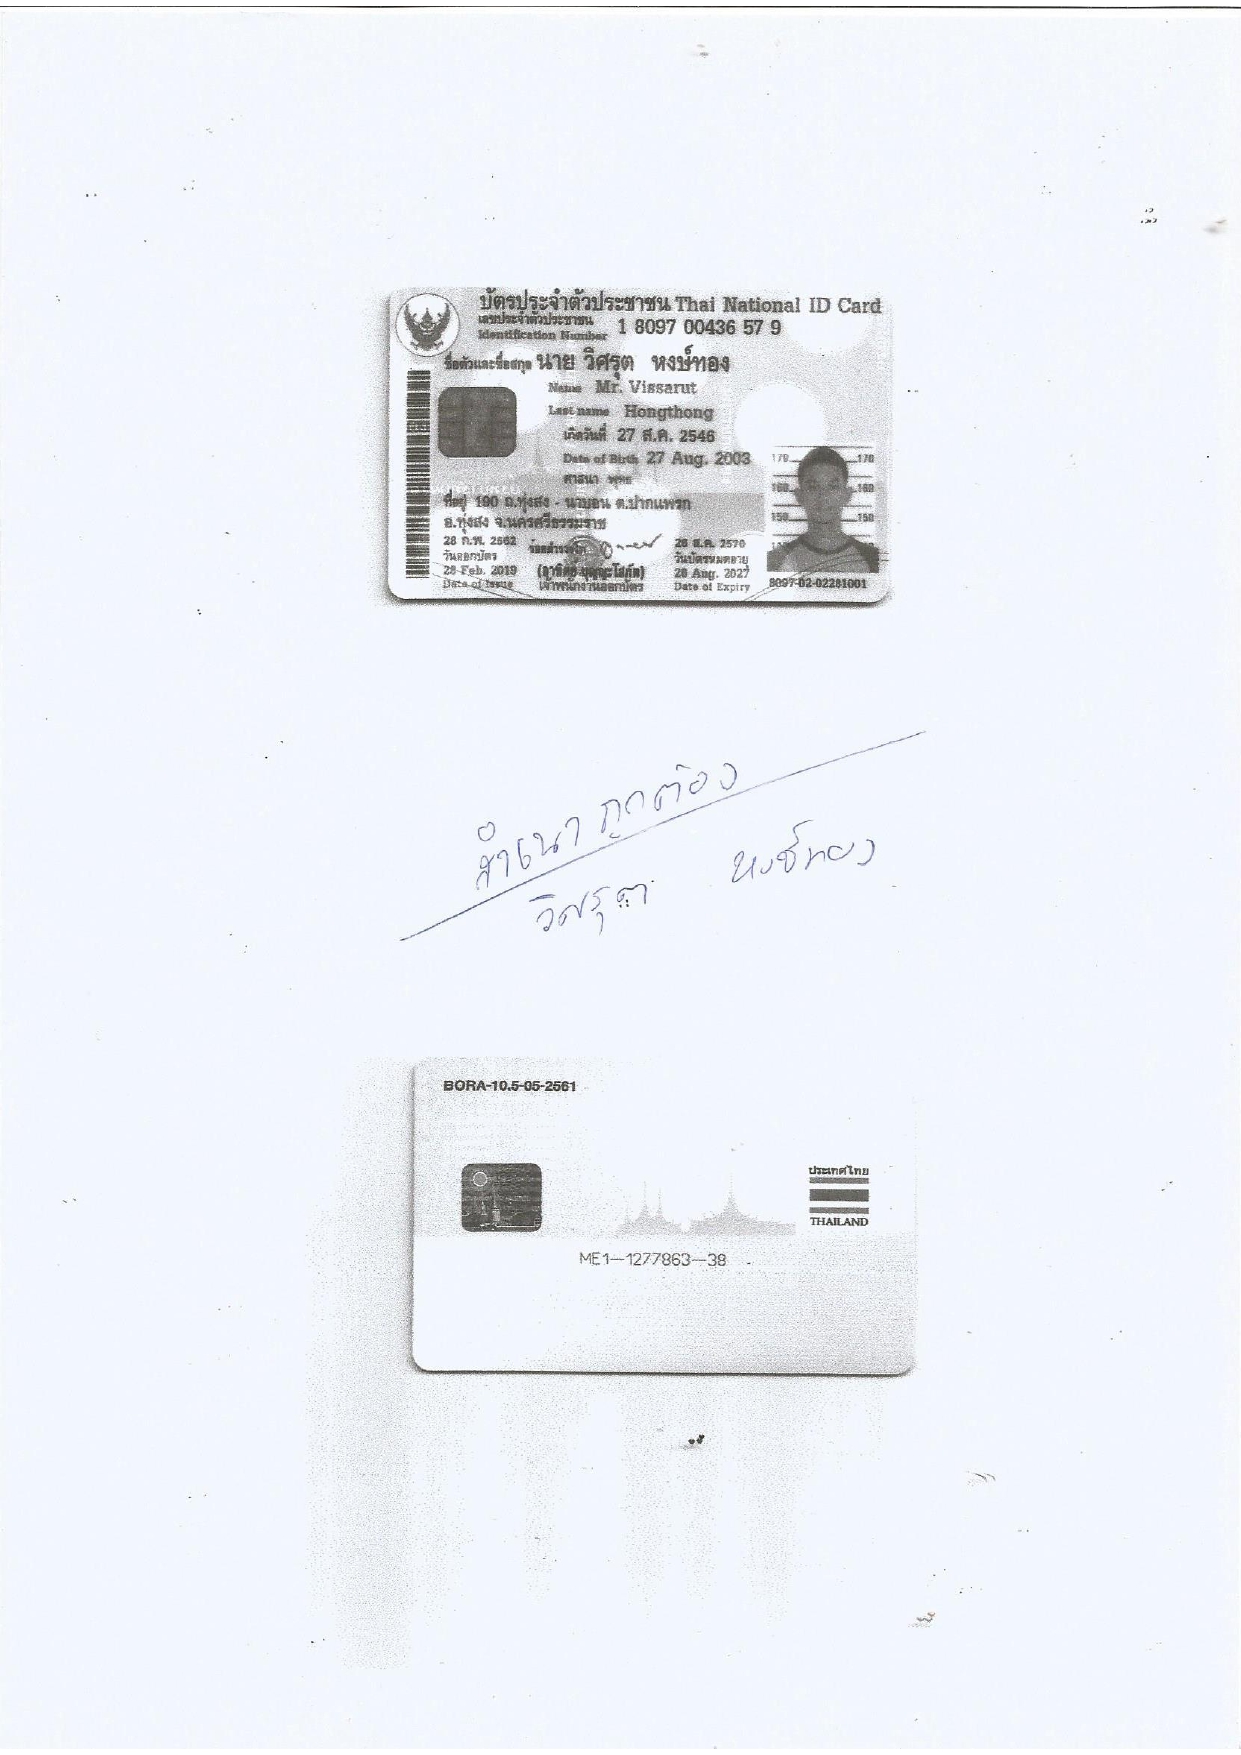 บัตรประจำตัวประชาชน Thai National ID Card
เลขประจำตัวประชาชน
Identification Number 1 8097 00436 57 9
ชื่อตัวและชื่อสกุล นาย วิศรุต หงษ์ทอง
Name Mr. Vissarut
Last name Hongthong
เกิดวันที่ 27 ส.ค. 2546
Date of Birth 27 Aug. 2003
ศาสนา พุทธ
ที่อยู่ 190 ถ.ทุ่งสง - นาบอน ต.ปากแพรก
อ.ทุ่งสง จ.นครศรีธรรมราช
28 ก.พ. 2562
วันออกบัตร
28 Feb. 2019
Date of Issue
ร้อยตำรวจโท
เจ้าพนักงานออกบัตร
26 ส.ค. 2570
วันบัตรหมดอายุ
26 Aug. 2027
Date of Expiry
170 170
160 160
150 150
8097-02-02281001
สำเนาถูกต้อง
วิศรุต หงษ์ทอง
BORA-10.5-05-2561
ประเทศไทย
THAILAND
ME1-1277863-38